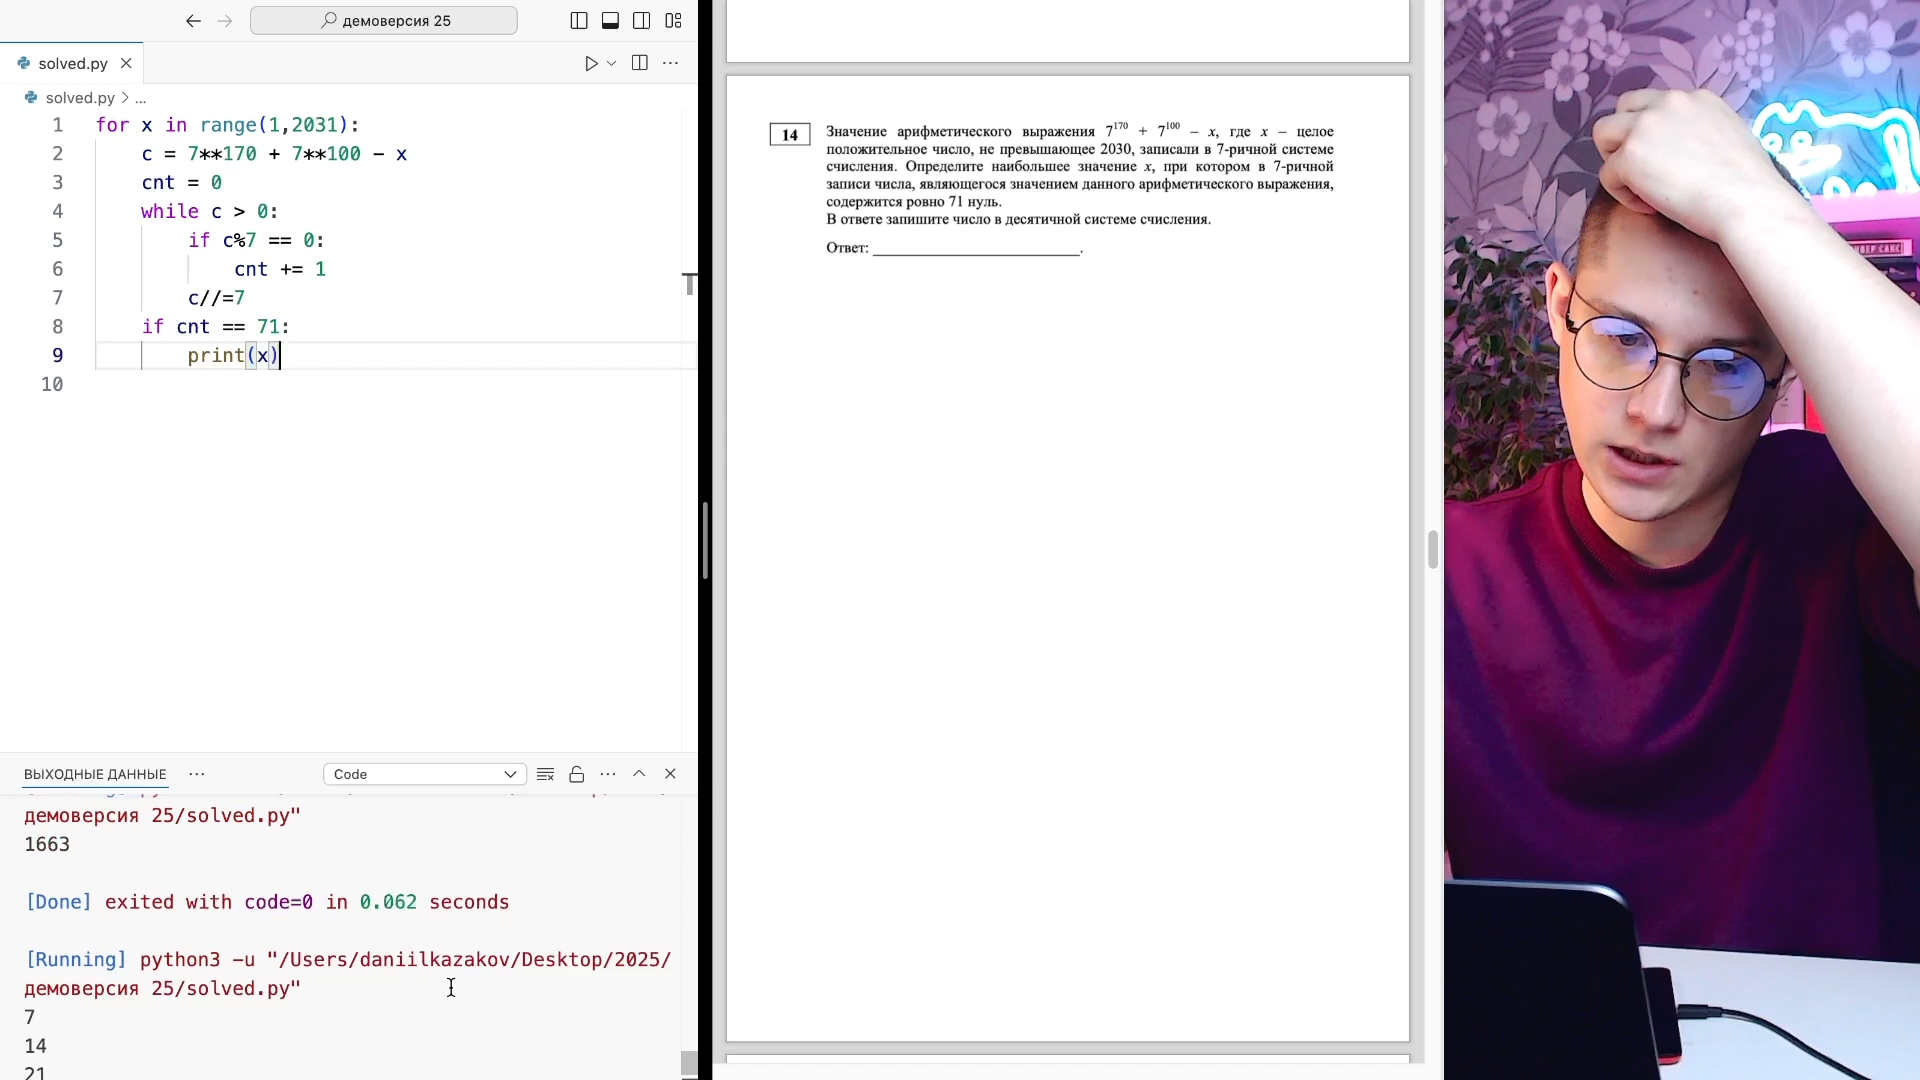 демоверсия 25
solved.py
solved.py > ...
1 for x in range(1,2031):
2 c = 7**170 + 7**100 - x
3 cnt = 0
4 while c > 0:
5 if c%7 == 0:
6 cnt += 1
7 c//=7
8 if cnt == 71:
9 print(x)
10
ВЫХОДНЫЕ ДАННЫЕ
Code
демоверсия 25/solved.py"
1663
[Done] exited with code=0 in 0.062 seconds
[Running] python3 -u "/Users/daniilkazakov/Desktop/2025/
демоверсия 25/solved.py"
7
14
21
14
Значение арифметического выражения 7¹⁷⁰ + 7¹⁰⁰ – x, где x – целое
положительное число, не превышающее 2030, записали в 7-ричной системе
счисления. Определите наибольшее значение x, при котором в 7-ричной
записи числа, являющегося значением данного арифметического выражения,
содержится ровно 71 нуль.
В ответе запишите число в десятичной системе счисления.
Ответ: ___________________________.